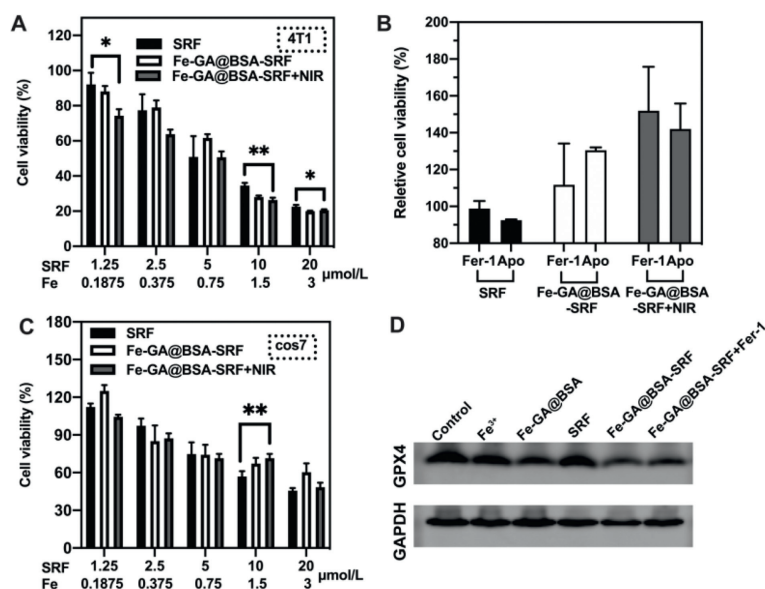 A
4T1
SRF
Fe-GA@BSA-SRF
Fe-GA@BSA-SRF+NIR
*
**
*
Cell viability (%)
120
100
80
60
40
20
0
SRF 1.25 2.5 5 10 20 μmol/L
Fe 0.1875 0.375 0.75 1.5 3
B
Reletive cell viability (%)
200
180
160
140
120
100
80
Fer-1 Apo Fer-1 Apo Fer-1 Apo
SRF Fe-GA@BSA Fe-GA@BSA
-SRF -SRF+NIR
C
cos7
SRF
Fe-GA@BSA-SRF
Fe-GA@BSA-SRF+NIR
**
Cell viability (%)
180
150
120
90
60
30
0
SRF 1.25 2.5 5 10 20 μmol/L
Fe 0.1875 0.375 0.75 1.5 3
D
Control
Fe³⁺
Fe-GA@BSA
SRF
Fe-GA@BSA-SRF
Fe-GA@BSA-SRF+Fer-1
GPX4
GAPDH